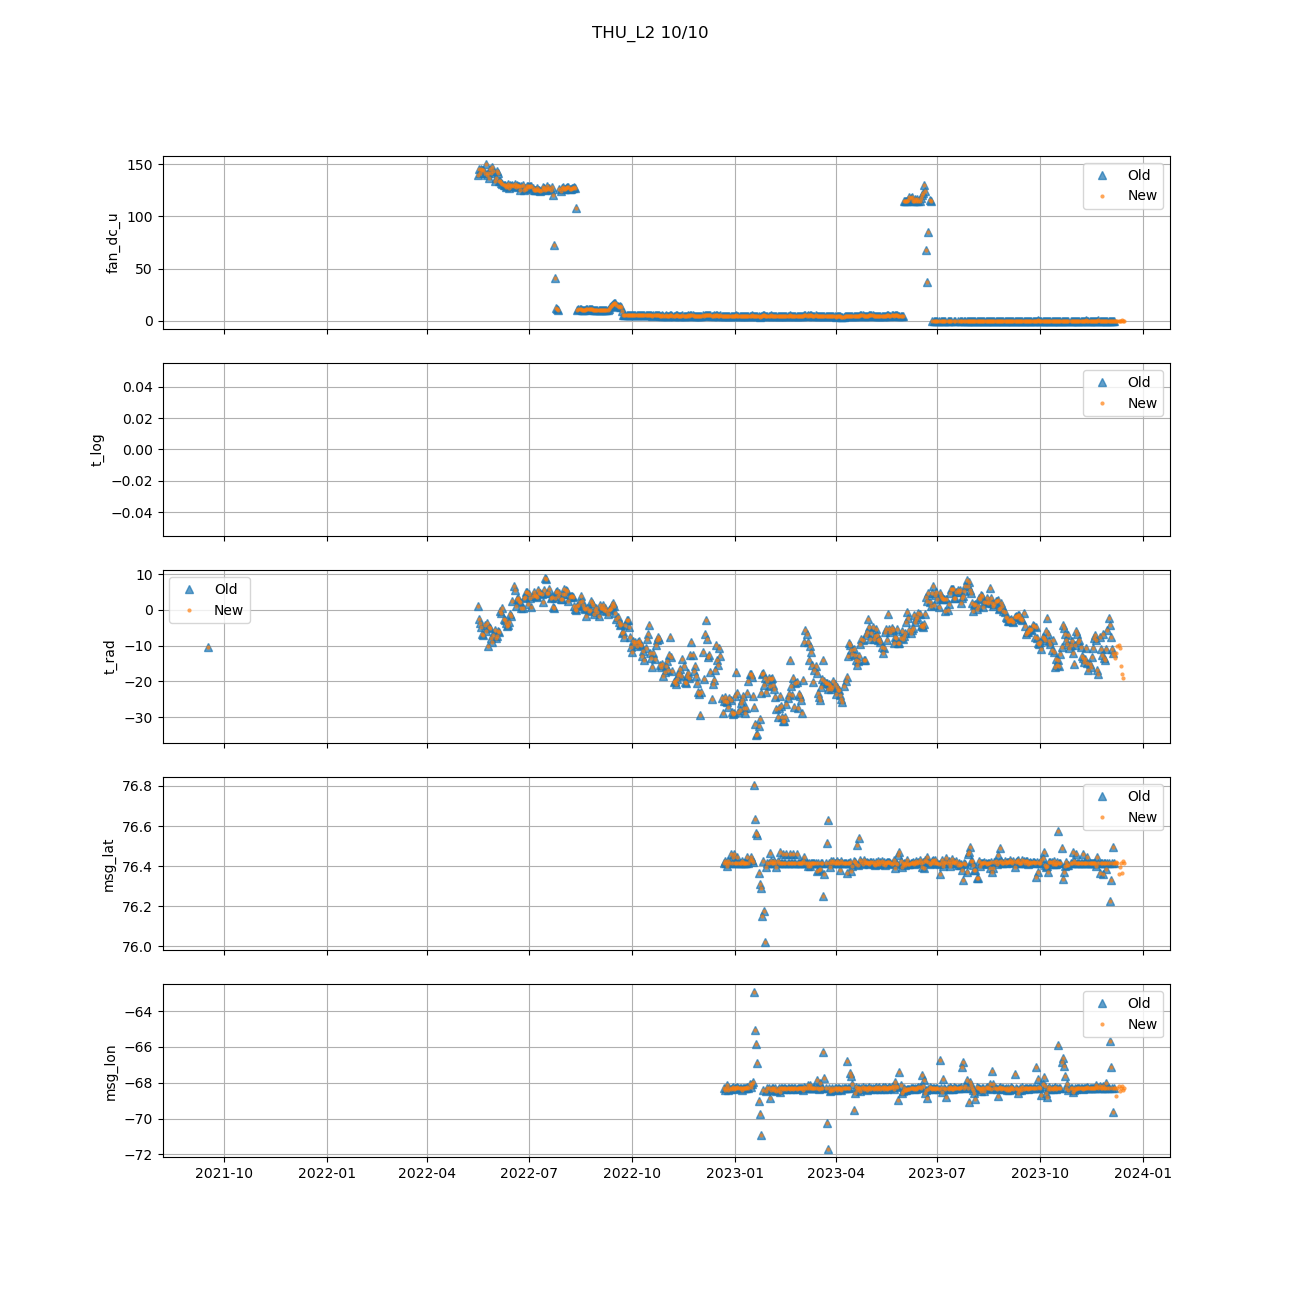 THU_L2 10/10
150
100
50
0
fan_dc_u
Old
New
0.04
0.02
0.00
−0.02
−0.04
t_log
Old
New
10
0
−10
−20
−30
t_rad
Old
New
76.8
76.6
76.4
76.2
76.0
msg_lat
Old
New
−64
−66
−68
−70
−72
msg_lon
Old
New
2021-10 2022-01 2022-04 2022-07 2022-10 2023-01 2023-04 2023-07 2023-10 2024-01